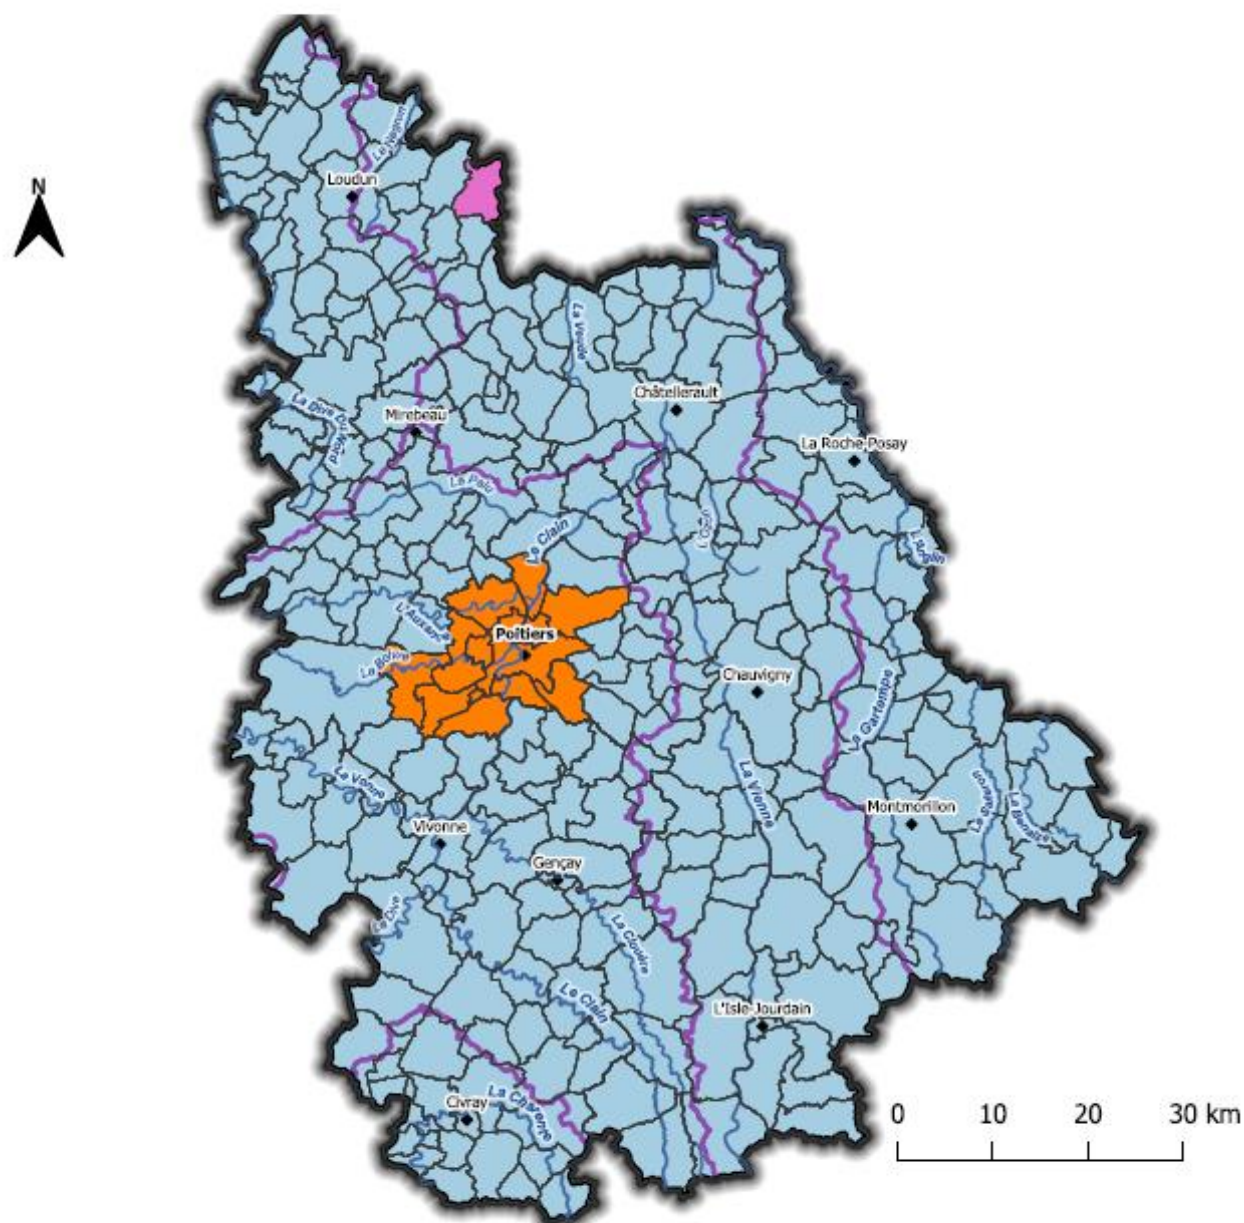 N
Le Négron
Loudun
La Veude
Châtellerault
La Dive Du Nord
Mirebeau
La Roche-Posay
La Palu
L'Ozon
Le Clain
L'Anglin
L'Auxance
Poitiers
La Boivre
Chauvigny
La Gartempe
La Vonne
La Vienne
La Benaize
Montmorillon
Vivonne
Gençay
La Dive
La Clouère
Le Clain
L'Isle-Jourdain
Civray
La Charente
0 10 20 30 km